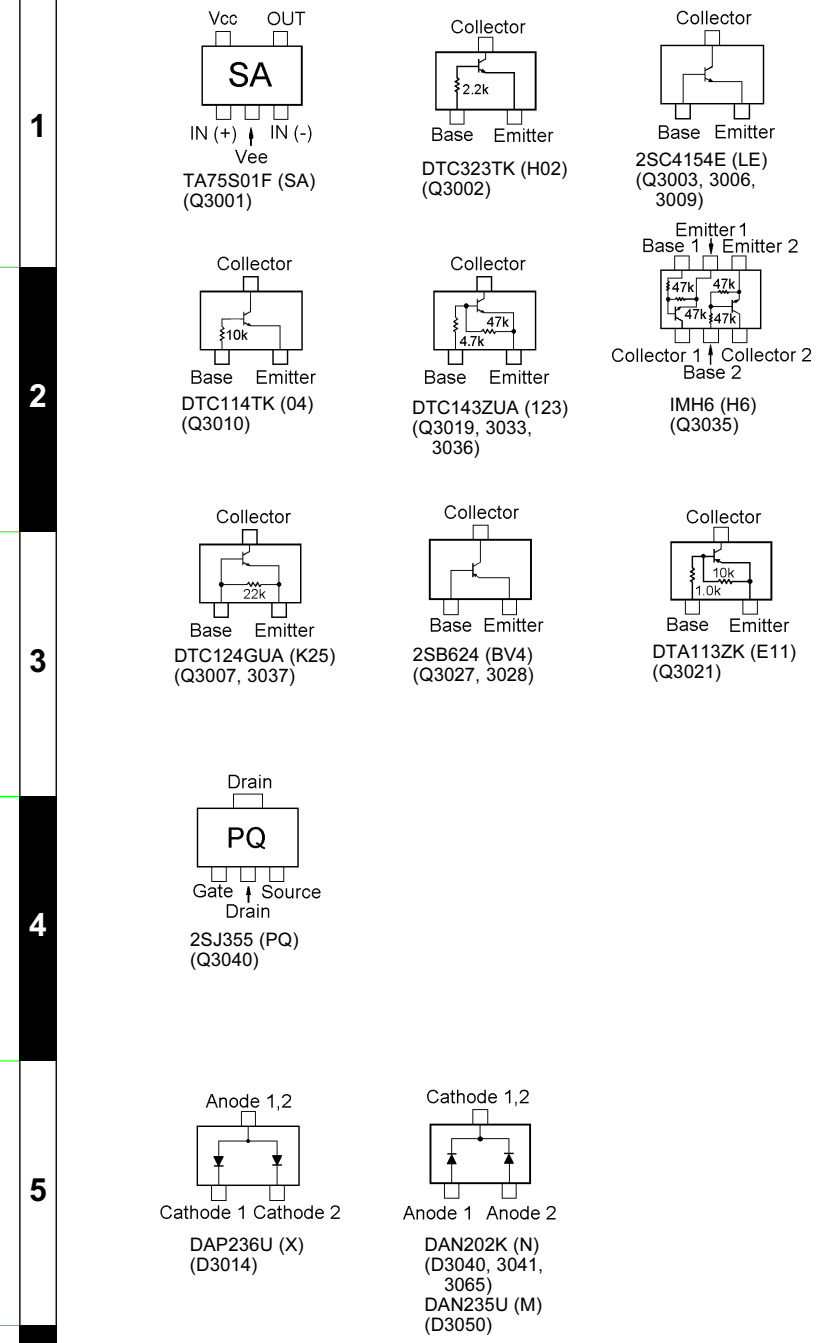 1
Vcc OUT
SA
IN (+) IN (-)
Vee
TA75S01F (SA)
(Q3001)
Collector
2.2k
Base Emitter
DTC323TK (H02)
(Q3002)
Collector
Base Emitter
2SC4154E (LE)
(Q3003, 3006,
3009)
2
Collector
10k
Base Emitter
DTC114TK (04)
(Q3010)
Collector
47k
4.7k
Base Emitter
DTC143ZUA (123)
(Q3019, 3033,
3036)
Emitter 1
Base 1 Emitter 2
47k 47k
47k 47k
Collector 1 Collector 2
Base 2
IMH6 (H6)
(Q3035)
3
Collector
22k
Base Emitter
DTC124GUA (K25)
(Q3007, 3037)
Collector
Base Emitter
2SB624 (BV4)
(Q3027, 3028)
Collector
10k
1.0k
Base Emitter
DTA113ZK (E11)
(Q3021)
4
Drain
PQ
Gate Source
Drain
2SJ355 (PQ)
(Q3040)
5
Anode 1,2
Cathode 1 Cathode 2
DAP236U (X)
(D3014)
Cathode 1,2
Anode 1 Anode 2
DAN202K (N)
(D3040, 3041,
3065)
DAN235U (M)
(D3050)